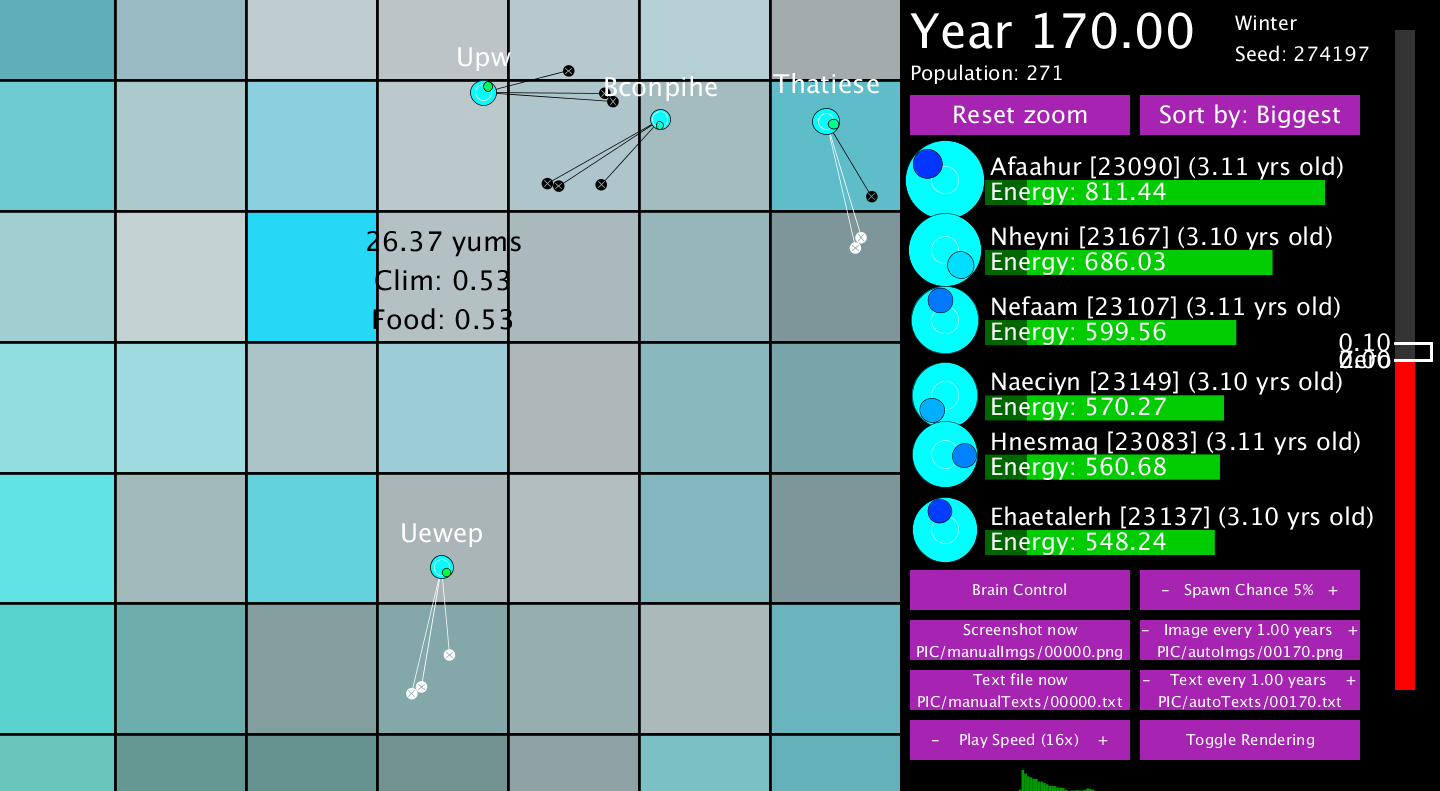 Upw
Bconpihe
Thatiese
26.37 yums
Clim: 0.53
Food: 0.53
Uewep
Year 170.00
Winter
Seed: 274197
Population: 271
Reset zoom
Sort by: Biggest
Afaahur [23090] (3.11 yrs old)
Energy: 811.44
Nheyni [23167] (3.10 yrs old)
Energy: 686.03
Nefaam [23107] (3.11 yrs old)
Energy: 599.56
0.10
Naeciyn [23149] (3.10 yrs old)
Energy: 570.27
Hnesmaq [23083] (3.11 yrs old)
Energy: 560.68
Ehaetalerh [23137] (3.10 yrs old)
Energy: 548.24
Brain Control
- Spawn Chance 5% +
Screenshot now
PIC/manualImgs/00000.png
- Image every 1.00 years +
PIC/autoImgs/00170.png
Text file now
PIC/manualTexts/00000.txt
- Text every 1.00 years +
PIC/autoTexts/00170.txt
- Play Speed (16x) +
Toggle Rendering